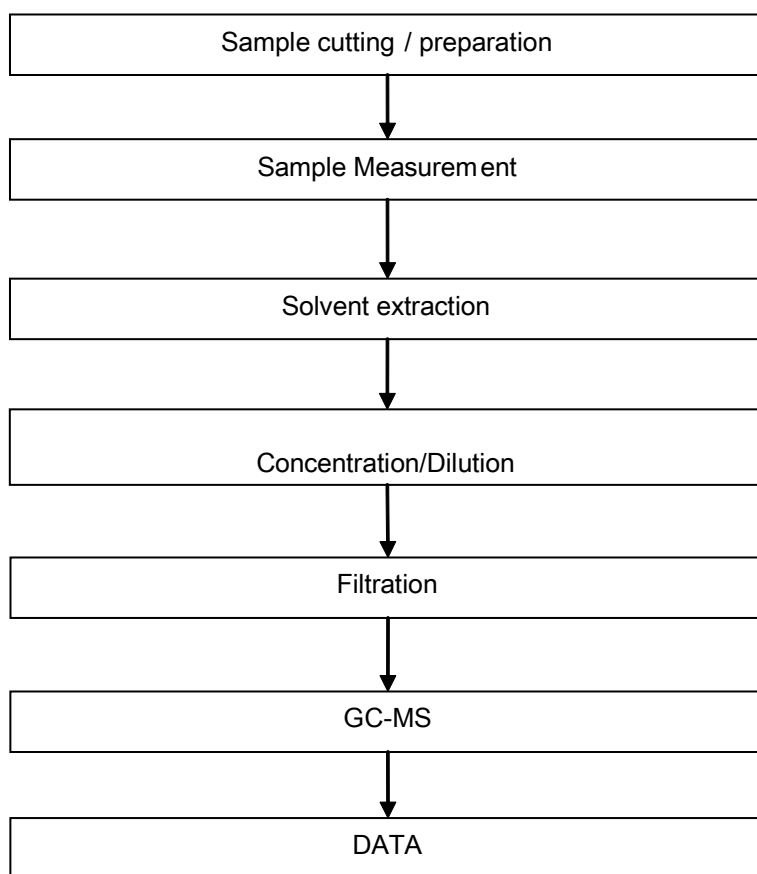 Sample cutting / preparation
Sample Measurement
Solvent extraction
Concentration/Dilution
Filtration
GC-MS
DATA